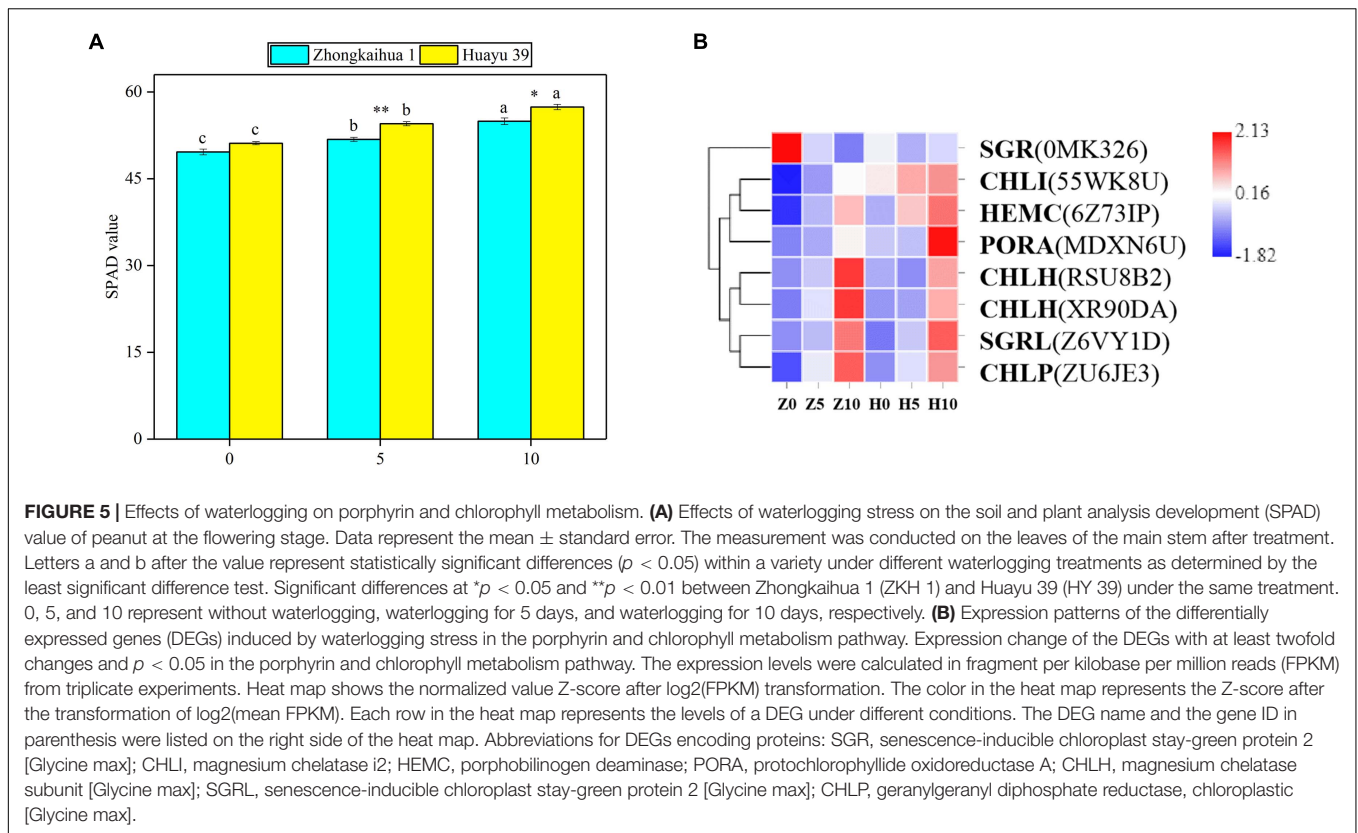 A
Zhongkaihua 1 Huayu 39
SPAD value
60
45
30
15
0
c c
b ** b
a * a
0 5 10
B
SGR(0MK326)
CHLI(55WK8U)
HEMC(6Z73IP)
PORA(MDXN6U)
CHLH(RSU8B2)
CHLH(XR90DA)
SGRL(Z6VY1D)
CHLP(ZU6JE3)
Z0 Z5 Z10 H0 H5 H10
2.13
0.16
-1.82
FIGURE 5 | Effects of waterlogging on porphyrin and chlorophyll metabolism. (A) Effects of waterlogging stress on the soil and plant analysis development (SPAD)
value of peanut at the flowering stage. Data represent the mean ± standard error. The measurement was conducted on the leaves of the main stem after treatment.
Letters a and b after the value represent statistically significant differences (p < 0.05) within a variety under different waterlogging treatments as determined by the
least significant difference test. Significant differences at *p < 0.05 and **p < 0.01 between Zhongkaihua 1 (ZKH 1) and Huayu 39 (HY 39) under the same treatment.
0, 5, and 10 represent without waterlogging, waterlogging for 5 days, and waterlogging for 10 days, respectively. (B) Expression patterns of the differentially
expressed genes (DEGs) induced by waterlogging stress in the porphyrin and chlorophyll metabolism pathway. Expression change of the DEGs with at least twofold
changes and p < 0.05 in the porphyrin and chlorophyll metabolism pathway. The expression levels were calculated in fragment per kilobase per million reads (FPKM)
from triplicate experiments. Heat map shows the normalized value Z-score after log2(FPKM) transformation. The color in the heat map represents the Z-score after
the transformation of log2(mean FPKM). Each row in the heat map represents the levels of a DEG under different conditions. The DEG name and the gene ID in
parenthesis were listed on the right side of the heat map. Abbreviations for DEGs encoding proteins: SGR, senescence-inducible chloroplast stay-green protein 2
[Glycine max]; CHLI, magnesium chelatase i2; HEMC, porphobilinogen deaminase; PORA, protochlorophyllide oxidoreductase A; CHLH, magnesium chelatase
subunit [Glycine max]; SGRL, senescence-inducible chloroplast stay-green protein 2 [Glycine max]; CHLP, geranylgeranyl diphosphate reductase, chloroplastic
[Glycine max].